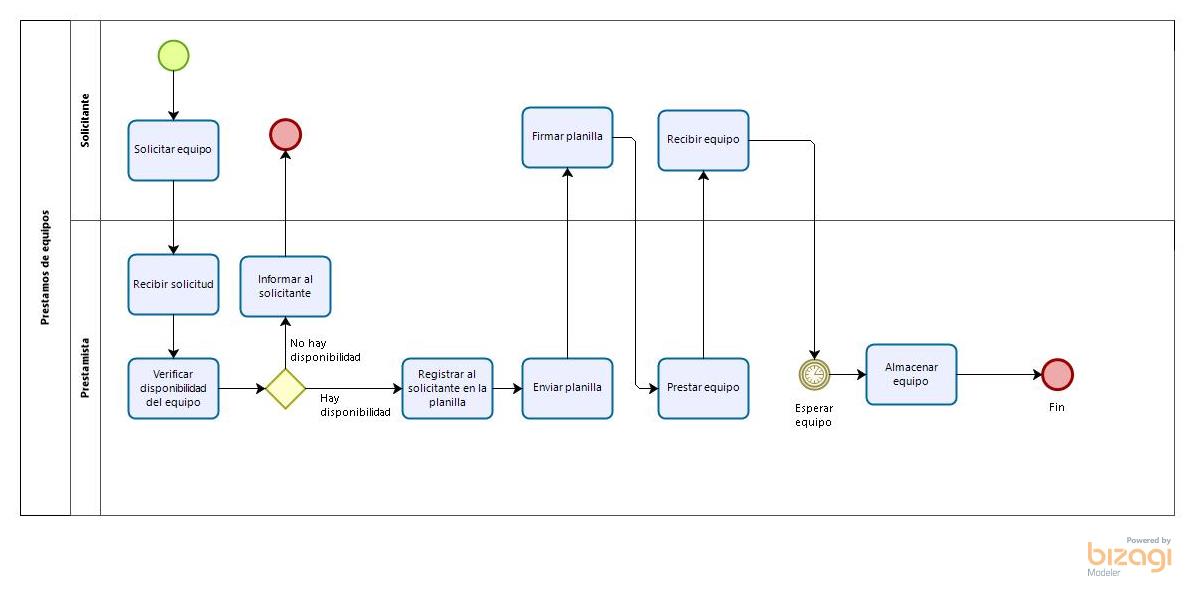 Prestamos de equipos
Solicitante
Solicitar equipo
Firmar planilla
Recibir equipo
Prestamista
Recibir solicitud
Informar al
solicitante
No hay
disponibilidad
Verificar
disponibilidad
del equipo
Hay
disponibilidad
Registrar al
solicitante en la
planilla
Enviar planilla
Prestar equipo
Esperar
equipo
Almacenar
equipo
Fin
Powered by
bizagi
Modeler